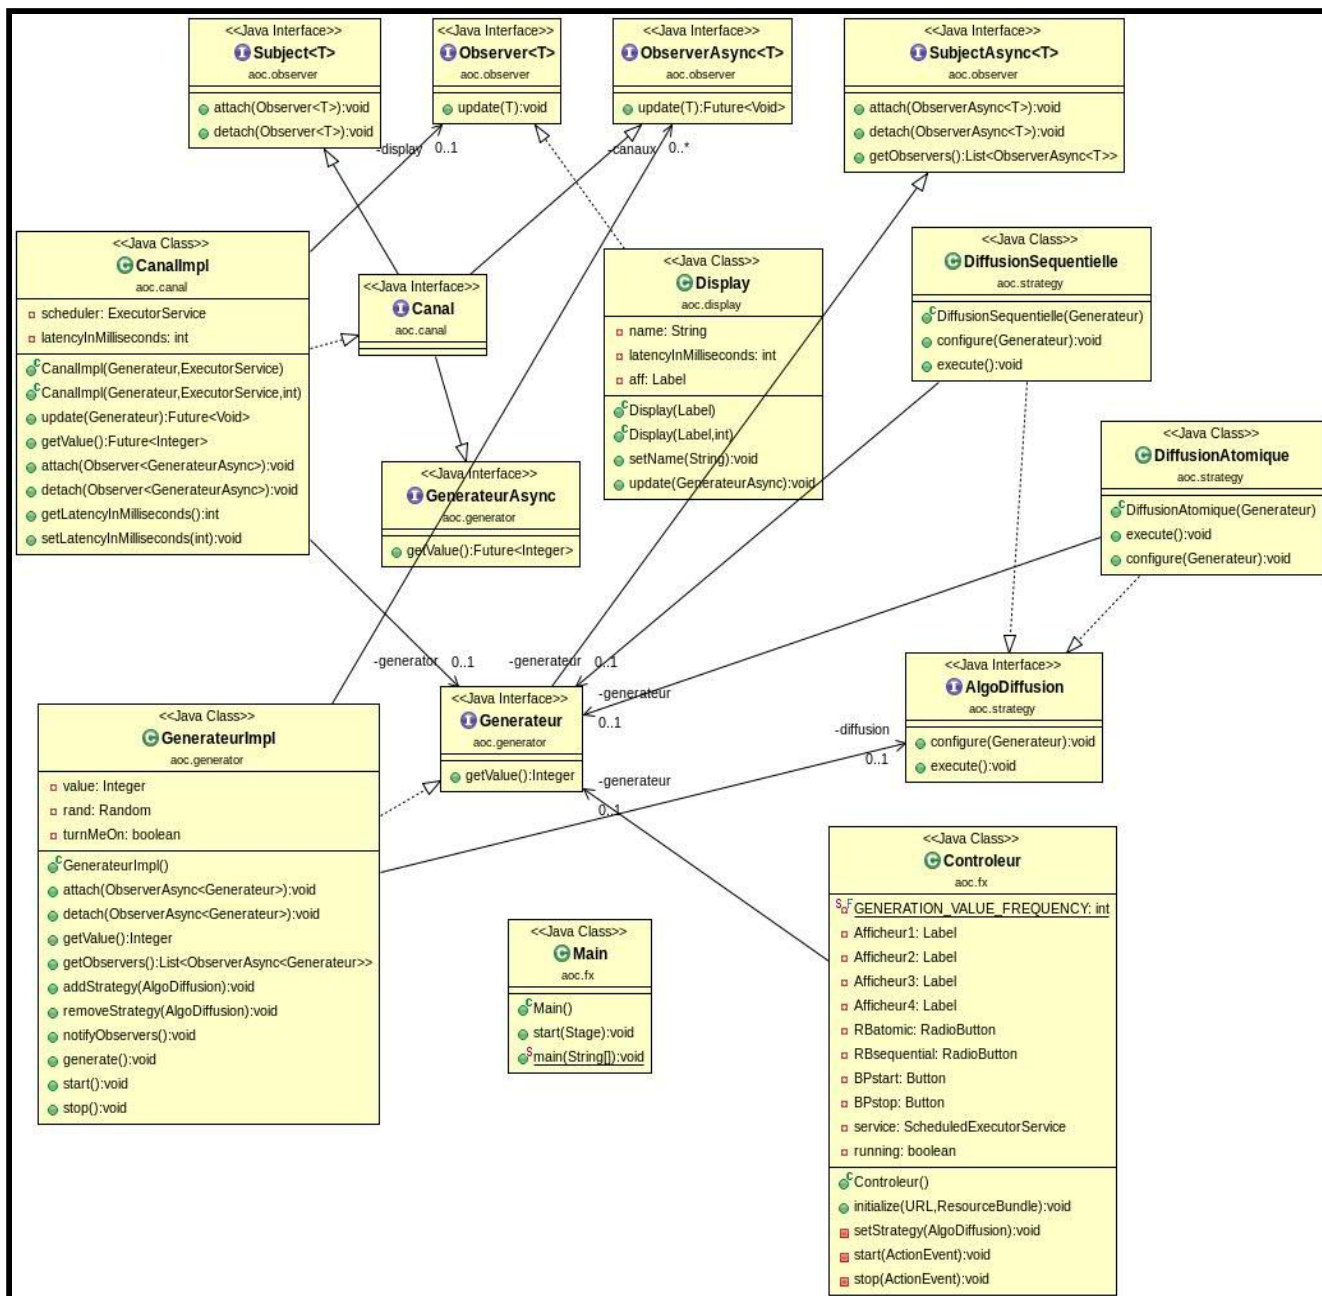 <<Java Interface>>
Subject<T>
aoc.observer
attach(Observer<T>):void
detach(Observer<T>):void
<<Java Interface>>
Observer<T>
aoc.observer
update(T):void
<<Java Interface>>
ObserverAsync<T>
aoc.observer
update(T):Future<Void>
<<Java Interface>>
SubjectAsync<T>
aoc.observer
attach(ObserverAsync<T>):void
detach(ObserverAsync<T>):void
getObservers():List<ObserverAsync<T>>
-display 0..1
-canaux 0..*
<<Java Class>>
CanalImpl
aoc.canal
scheduler: ExecutorService
latencyInMilliseconds: int
CanalImpl(Generateur,ExecutorService)
CanalImpl(Generateur,ExecutorService,int)
update(Generateur):Future<Void>
getValue():Future<Integer>
attach(Observer<GenerateurAsync>):void
detach(Observer<GenerateurAsync>):void
getLatencyInMilliseconds():int
setLatencyInMilliseconds(int):void
<<Java Interface>>
Canal
aoc.canal
<<Java Class>>
Display
aoc.display
name: String
latencyInMilliseconds: int
aff: Label
Display(Label)
Display(Label,int)
setName(String):void
update(GenerateurAsync):void
<<Java Class>>
DiffusionSequentielle
aoc.strategy
DiffusionSequentielle(Generateur)
configure(Generateur):void
execute():void
<<Java Class>>
DiffusionAtomique
aoc.strategy
DiffusionAtomique(Generateur)
execute():void
configure(Generateur):void
<<Java Interface>>
GenerateurAsync
aoc.generator
getValue():Future<Integer>
-generator 0..1
-generateur 0..1
-generateur
0..1
<<Java Interface>>
AlgoDiffusion
aoc.strategy
configure(Generateur):void
execute():void
-diffusion
0..1
<<Java Interface>>
Generateur
aoc.generator
getValue():Integer
-generateur
0..1
<<Java Class>>
GenerateurImpl
aoc.generator
value: Integer
rand: Random
turnMeOn: boolean
GenerateurImpl()
attach(ObserverAsync<Generateur>):void
detach(ObserverAsync<Generateur>):void
getValue():Integer
getObservers():List<ObserverAsync<Generateur>>
addStrategy(AlgoDiffusion):void
removeStrategy(AlgoDiffusion):void
notifyObservers():void
generate():void
start():void
stop():void
<<Java Class>>
Main
aoc.fx
Main()
start(Stage):void
main(String[]):void
<<Java Class>>
Controleur
aoc.fx
GENERATION_VALUE_FREQUENCY: int
Afficheur1: Label
Afficheur2: Label
Afficheur3: Label
Afficheur4: Label
RBatomic: RadioButton
RBsequential: RadioButton
BPstart: Button
BPstop: Button
service: ScheduledExecutorService
running: boolean
Controleur()
initialize(URL,ResourceBundle):void
setStrategy(AlgoDiffusion):void
start(ActionEvent):void
stop(ActionEvent):void